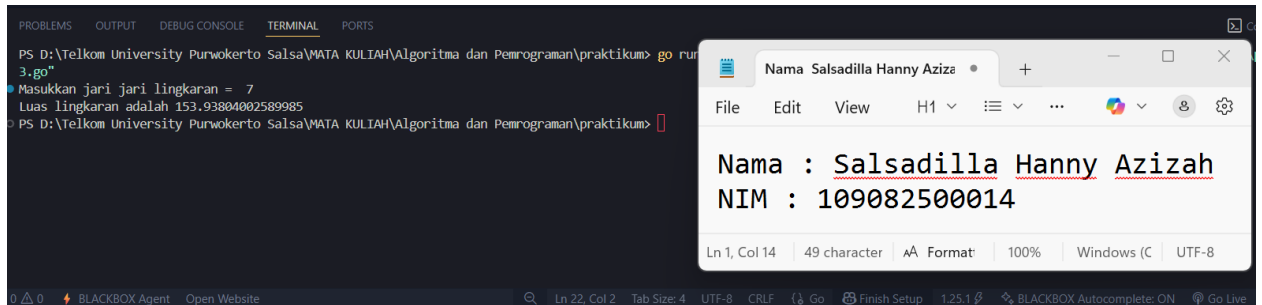 PROBLEMS OUTPUT DEBUG CONSOLE TERMINAL PORTS
PS D:\Telkom University Purwokerto Salsa\MATA KULIAH\Algoritma dan Pemrograman\praktikum> go run
3.go"
Masukkan jari jari lingkaran = 7
Luas lingkaran adalah 153.93804002589985
PS D:\Telkom University Purwokerto Salsa\MATA KULIAH\Algoritma dan Pemrograman\praktikum>
Nama Salsadilla Hanny Aziza
File Edit View H1
Nama : Salsadilla Hanny Azizah
NIM : 109082500014
Ln 1, Col 14 49 character Format 100% Windows (C UTF-8
0 0 BLACKBOX Agent Open Website Ln 22, Col 2 Tab Size: 4 UTF-8 CRLF {} Go Finish Setup 1.25.1 BLACKBOX Autocomplete: ON Go Live